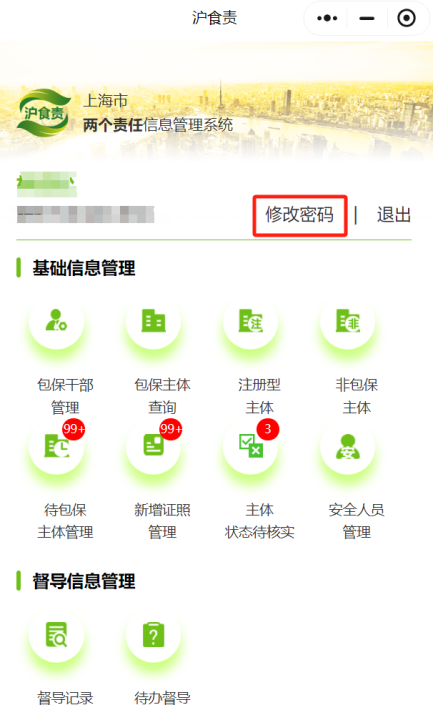 沪食责
沪食责
上海市
两个责任信息管理系统
修改密码 | 退出
基础信息管理
包保干部
管理
包保主体
查询
注
注册型
主体
非
非包保
主体
99+
待包保
主体管理
99+
新增证照
管理
3
主体
状态待核实
安
安全人员
管理
督导信息管理
督导记录
?
待办督导